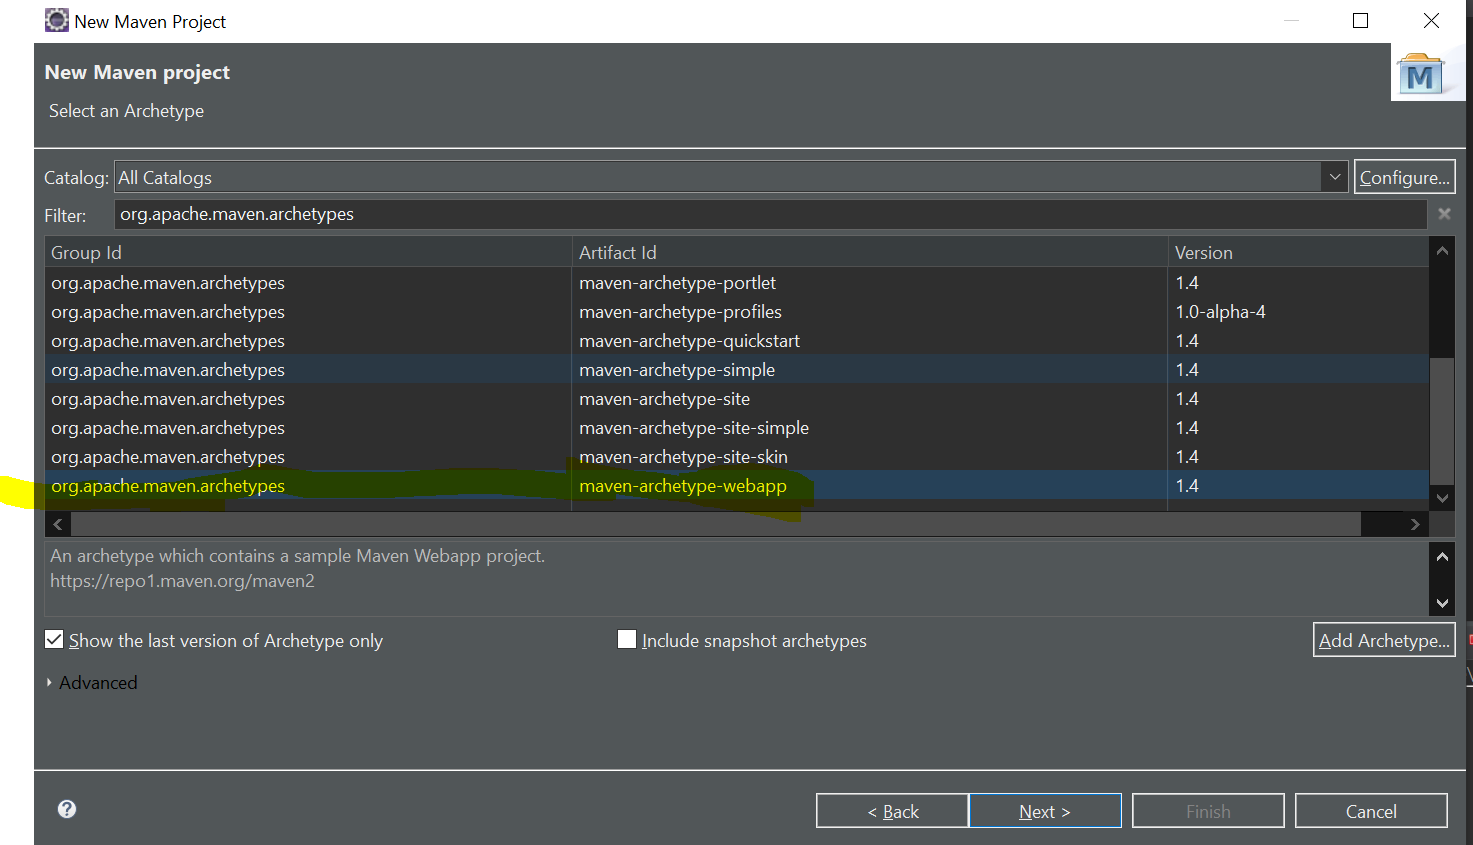 New Maven Project
New Maven project
M
Select an Archetype
Catalog: All Catalogs Configure...
Filter: org.apache.maven.archetypes
Group Id Artifact Id Version
org.apache.maven.archetypes maven-archetype-portlet 1.4
org.apache.maven.archetypes maven-archetype-profiles 1.0-alpha-4
org.apache.maven.archetypes maven-archetype-quickstart 1.4
org.apache.maven.archetypes maven-archetype-simple 1.4
org.apache.maven.archetypes maven-archetype-site 1.4
org.apache.maven.archetypes maven-archetype-site-simple 1.4
org.apache.maven.archetypes maven-archetype-site-skin 1.4
org.apache.maven.archetypes maven-archetype-webapp 1.4
An archetype which contains a sample Maven Webapp project.
https://repo1.maven.org/maven2
Show the last version of Archetype only Include snapshot archetypes Add Archetype...
Advanced
? < Back Next > Finish Cancel